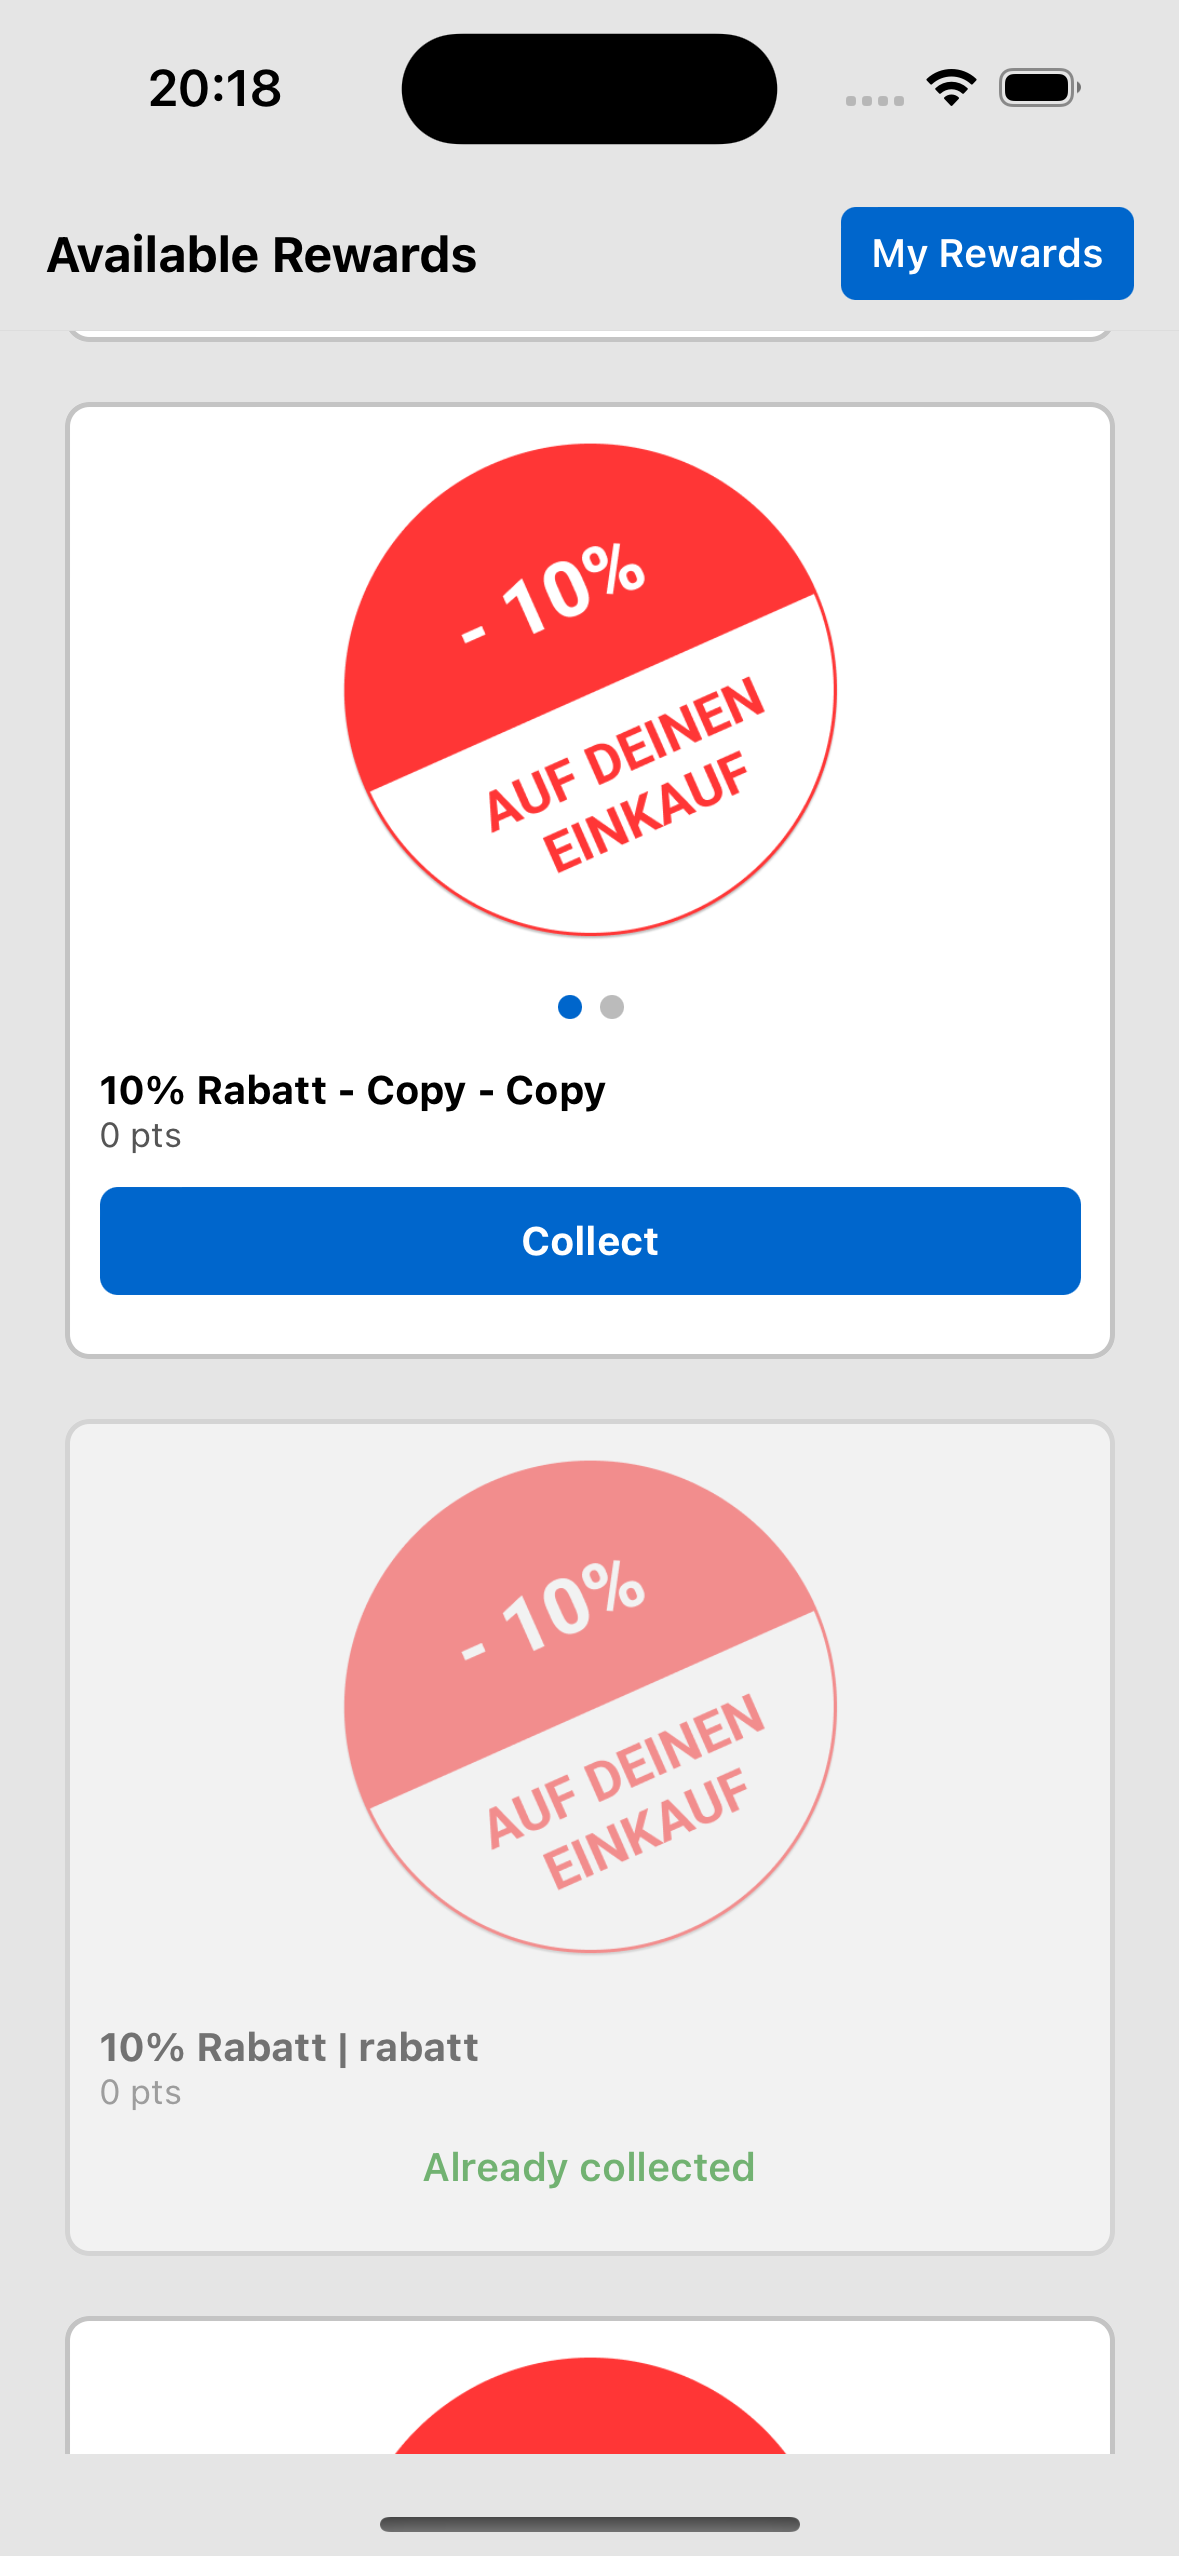 20:18
Available Rewards
My Rewards
- 10%
AUF DEINEN
EINKAUF
10% Rabatt - Copy - Copy
0 pts
Collect
- 10%
AUF DEINEN
EINKAUF
10% Rabatt | rabatt
0 pts
Already collected